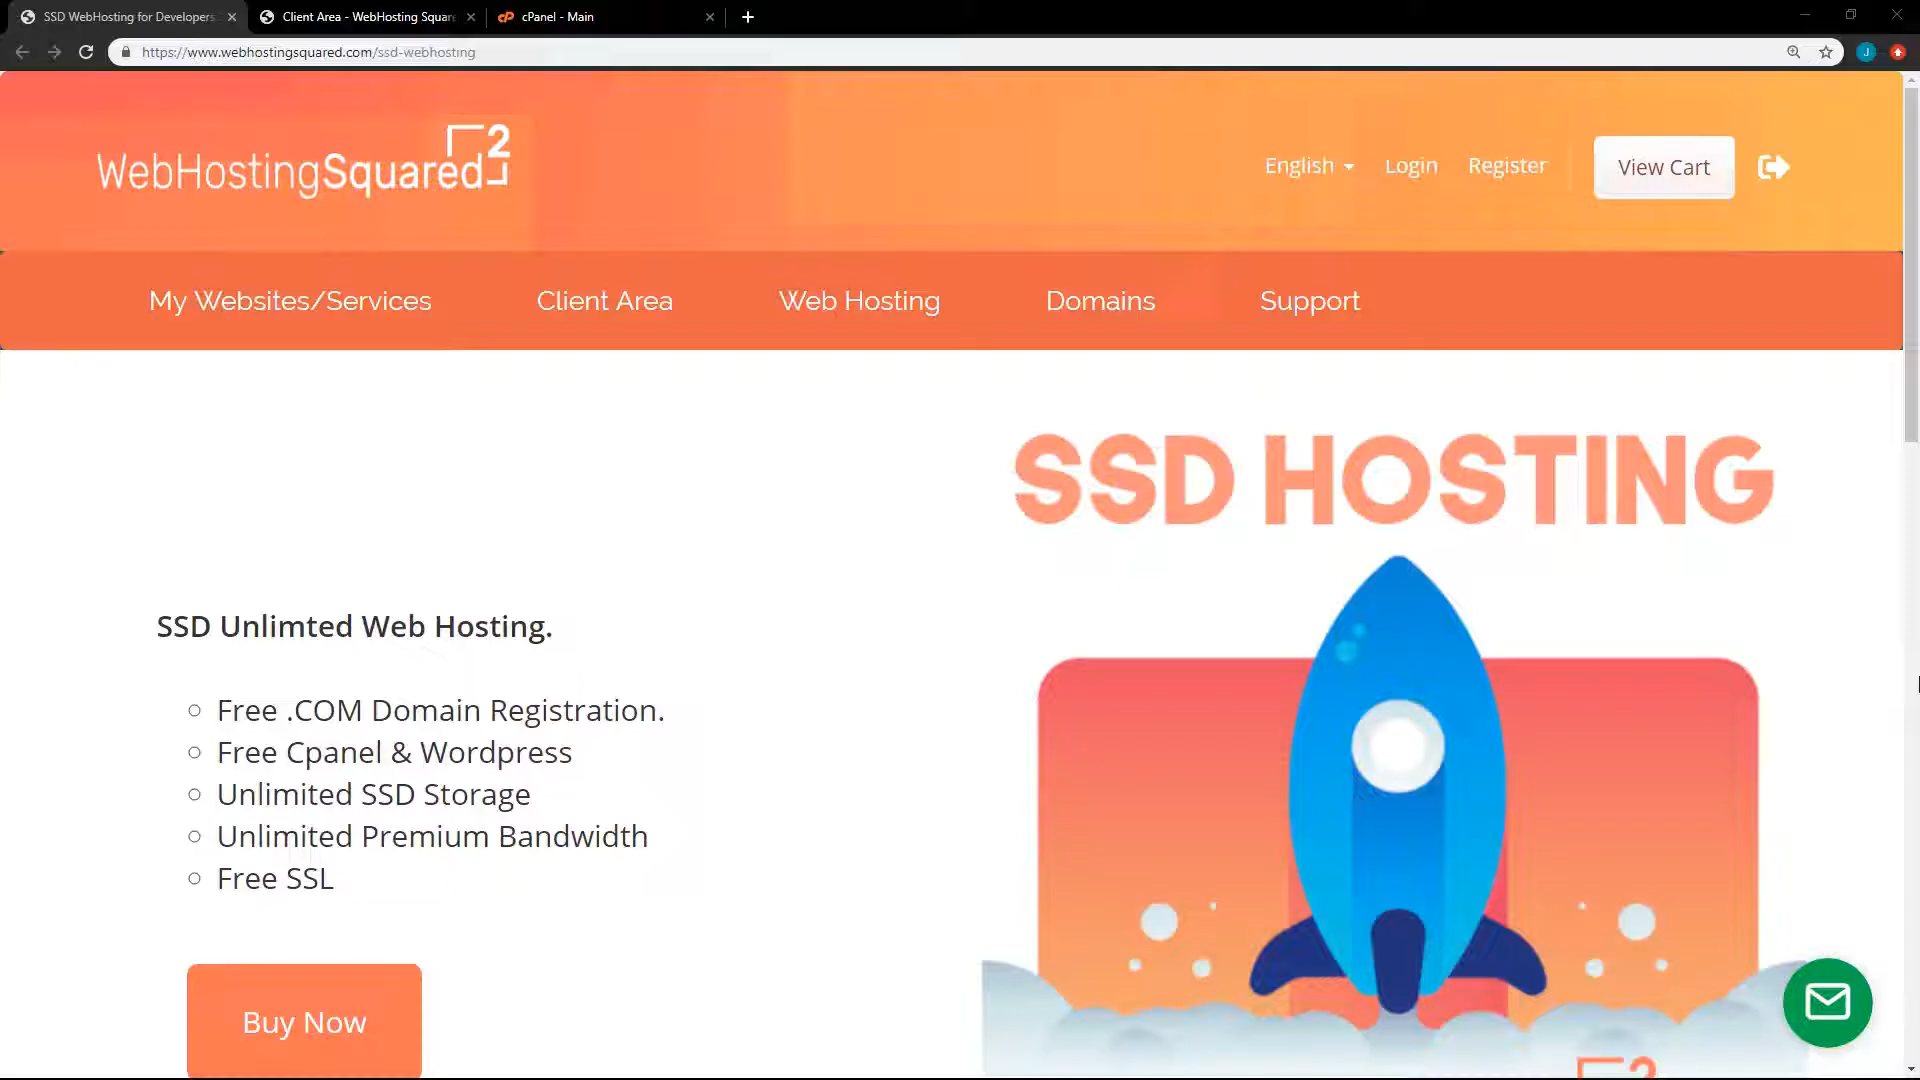 SSD WebHosting for Developers
Client Area - WebHosting Square
cPanel - Main
https://www.webhostingsquared.com/ssd-webhosting
J
WebHostingSquared2
English
Login
Register
View Cart
My Websites/Services
Client Area
Web Hosting
Domains
Support
SSD HOSTING
SSD Unlimted Web Hosting.
Free .COM Domain Registration.
Free Cpanel & Wordpress
Unlimited SSD Storage
Unlimited Premium Bandwidth
Free SSL
Buy Now
2